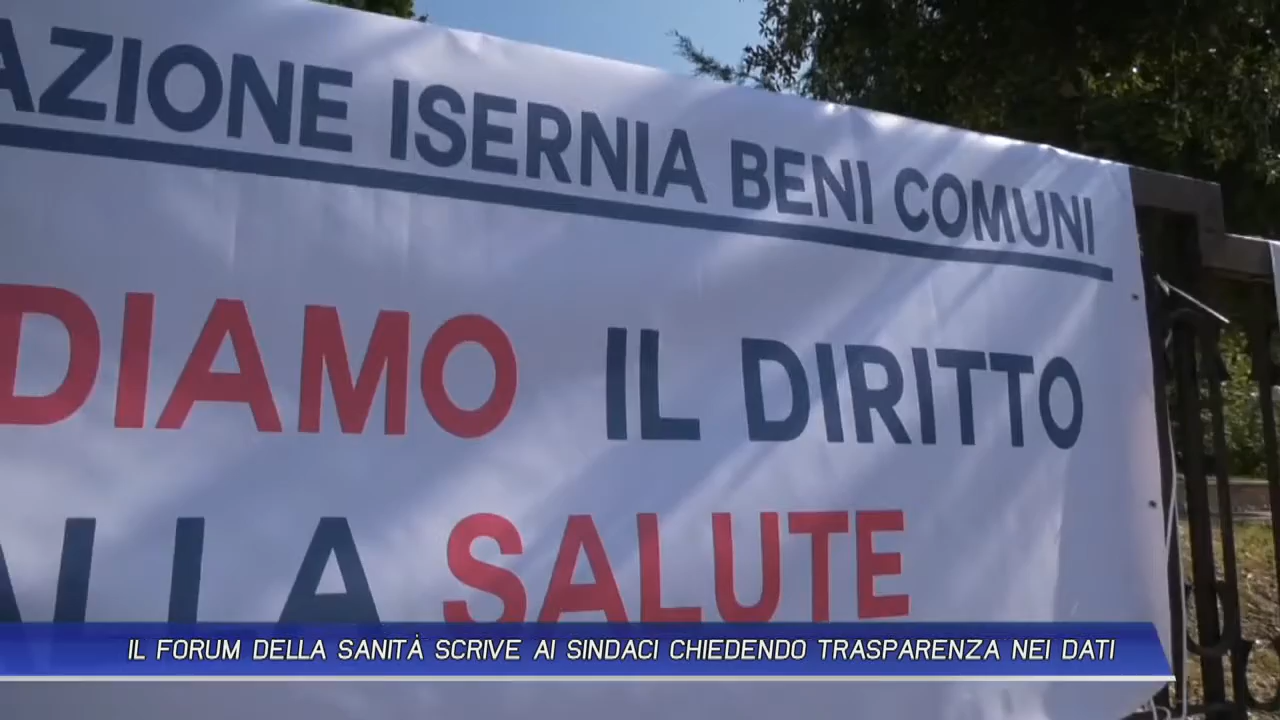 AZIONE ISERNIA BENI COMUNI
DIAMO IL DIRITTO
ALLA SALUTE
IL FORUM DELLA SANITÀ SCRIVE AI SINDACI CHIEDENDO TRASPARENZA NEI DATI